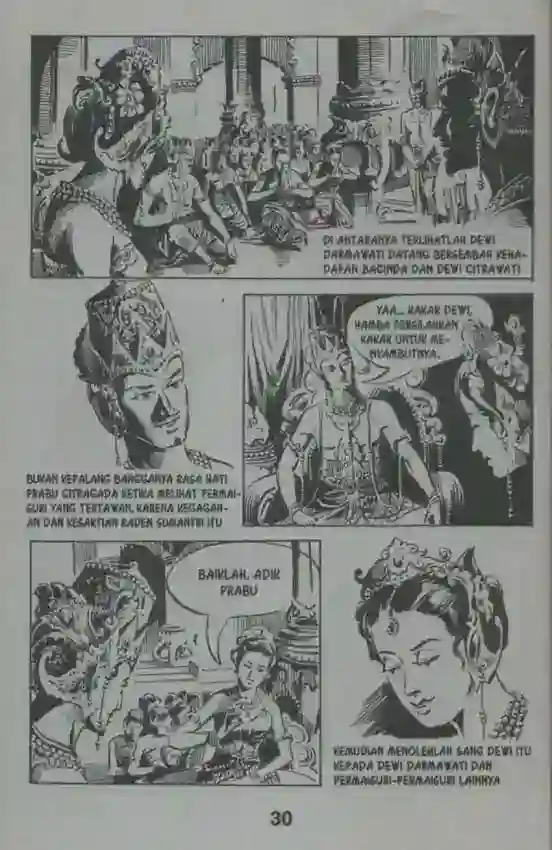 DI ANTARANYA TERLIHATLAH DEWI
DARMAWATI DATANG BERSEMBAH KEHA-
DAPAN BAGINDA DAN DEWI CITRAWATI
YAA... KAKAK DEWI,
HAMBA PERSILAHKAN
KAKAK UNTUK ME-
NYAMBUTNYA.
BUKAN KEPALANG BANGGANYA RASA HATI
PRABU CITRAGADA KETIKA MELIHAT PERMAI-
SURI YANG TERTAWAN, KARENA KEGAGAH-
AN DAN KESAKTIAN RADEN SUMANTRI ITU
BAIKLAH, ADIK
PRABU
KEMUDIAN MENOLEHLAH SANG DEWI ITU
KEPADA DEWI DARMAWATI DAN
PERMAISURI-PERMAISURI LAINNYA
30